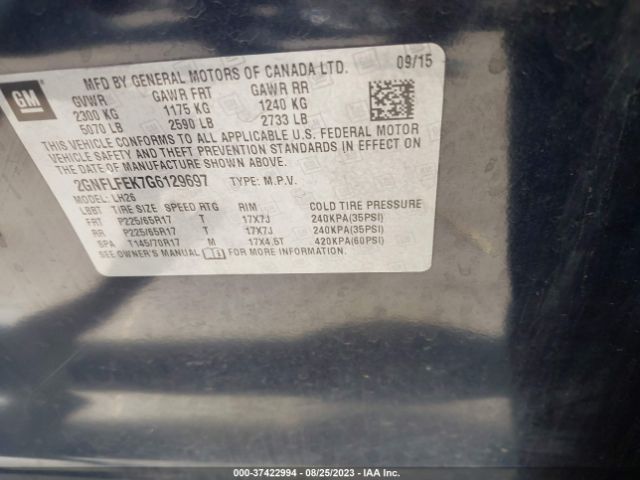 GM
MFD BY GENERAL MOTORS OF CANADA LTD. 09/15
GVWR GAWR FRT GAWR RR
2300 KG 1175 KG 1240 KG
5070 LB 2590 LB 2733 LB
THIS VEHICLE CONFORMS TO ALL APPLICABLE U.S. FEDERAL MOTOR
VEHICLE SAFETY AND THEFT PREVENTION STANDARDS IN EFFECT ON
THE DATE OF MANUFACTURE SHOWN ABOVE.
2GNFLFEK7G6129697 TYPE: M.P.V.
MODEL: LH26
LBBT TIRE SIZE SPEED RTG RIM COLD TIRE PRESSURE
FRT P225/65R17 T 17X7J 240KPA(35PSI)
RR P225/65R17 T 17X7J 240KPA(35PSI)
SPA T145/70R17 M 17X4.5T 420KPA(60PSI)
SEE OWNER'S MANUAL FOR MORE INFORMATION.
000-37422994 - 08/25/2023 - IAA Inc.